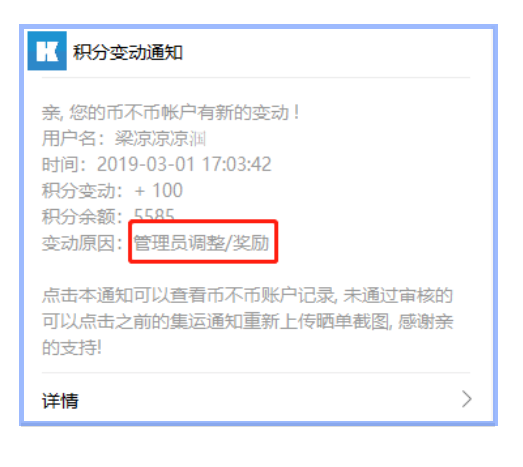 积分变动通知
亲, 您的币不币帐户有新的变动！
用户名：梁凉凉凉润
时间：2019-03-01 17:03:42
积分变动：+ 100
积分余额：5585
变动原因：管理员调整/奖励
点击本通知可以查看币不币账户记录, 未通过审核的
可以点击之前的集运通知重新上传晒单截图, 感谢亲
的支持!
详情